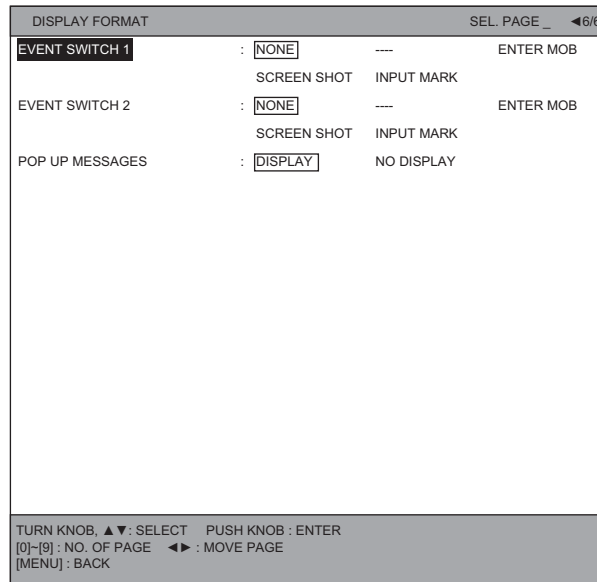 DISPLAY FORMAT SEL. PAGE _ ◄6/6
EVENT SWITCH 1 : NONE ---- ENTER MOB
SCREEN SHOT INPUT MARK
EVENT SWITCH 2 : NONE ---- ENTER MOB
SCREEN SHOT INPUT MARK
POP UP MESSAGES : DISPLAY NO DISPLAY
TURN KNOB, ▲▼: SELECT PUSH KNOB : ENTER
[0]~[9] : NO. OF PAGE ◄► : MOVE PAGE
[MENU] : BACK